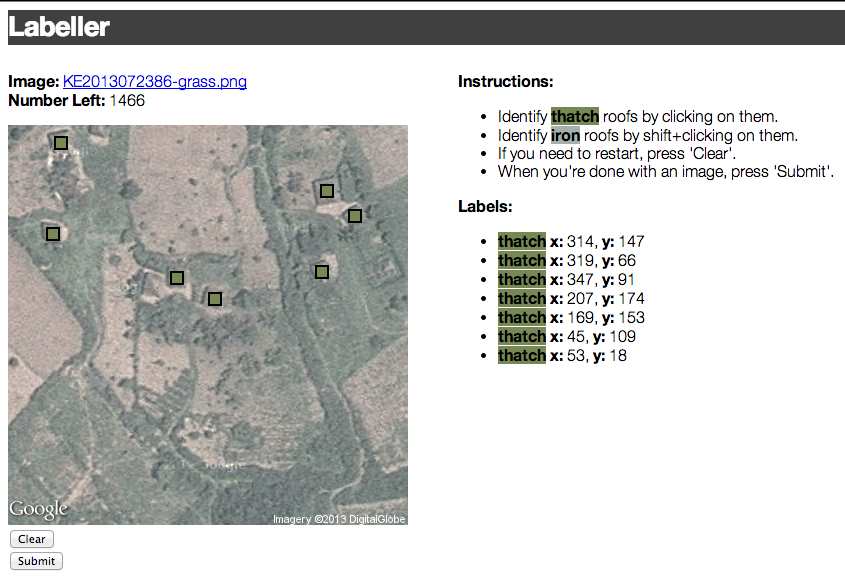 Labeller
Image: KE2013072386-grass.png
Number Left: 1466
Google
Imagery ©2013 DigitalGlobe
Clear
Submit
Instructions:
Identify thatch roofs by clicking on them.
Identify iron roofs by shift+clicking on them.
If you need to restart, press 'Clear'.
When you're done with an image, press 'Submit'.
Labels:
thatch x: 314, y: 147
thatch x: 319, y: 66
thatch x: 347, y: 91
thatch x: 207, y: 174
thatch x: 169, y: 153
thatch x: 45, y: 109
thatch x: 53, y: 18